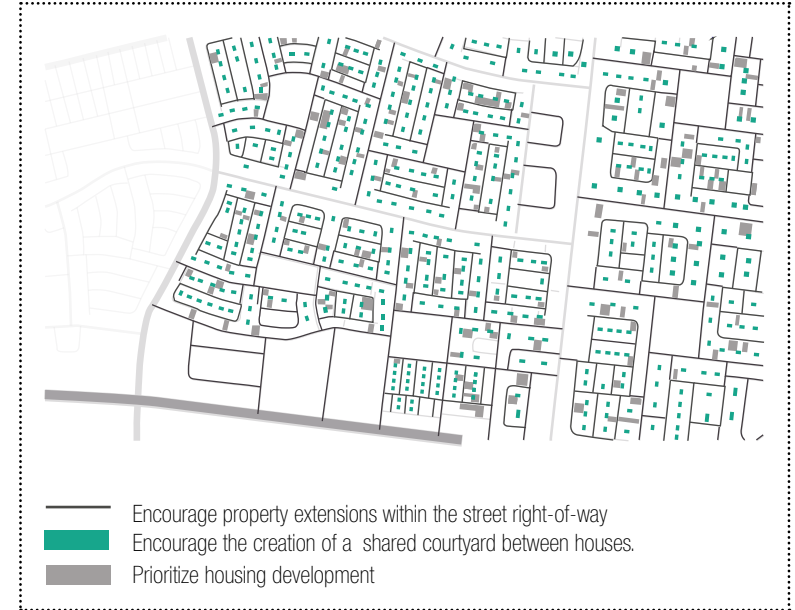 Encourage property extensions within the street right-of-way
Encourage the creation of a  shared courtyard between houses.
Prioritize housing development